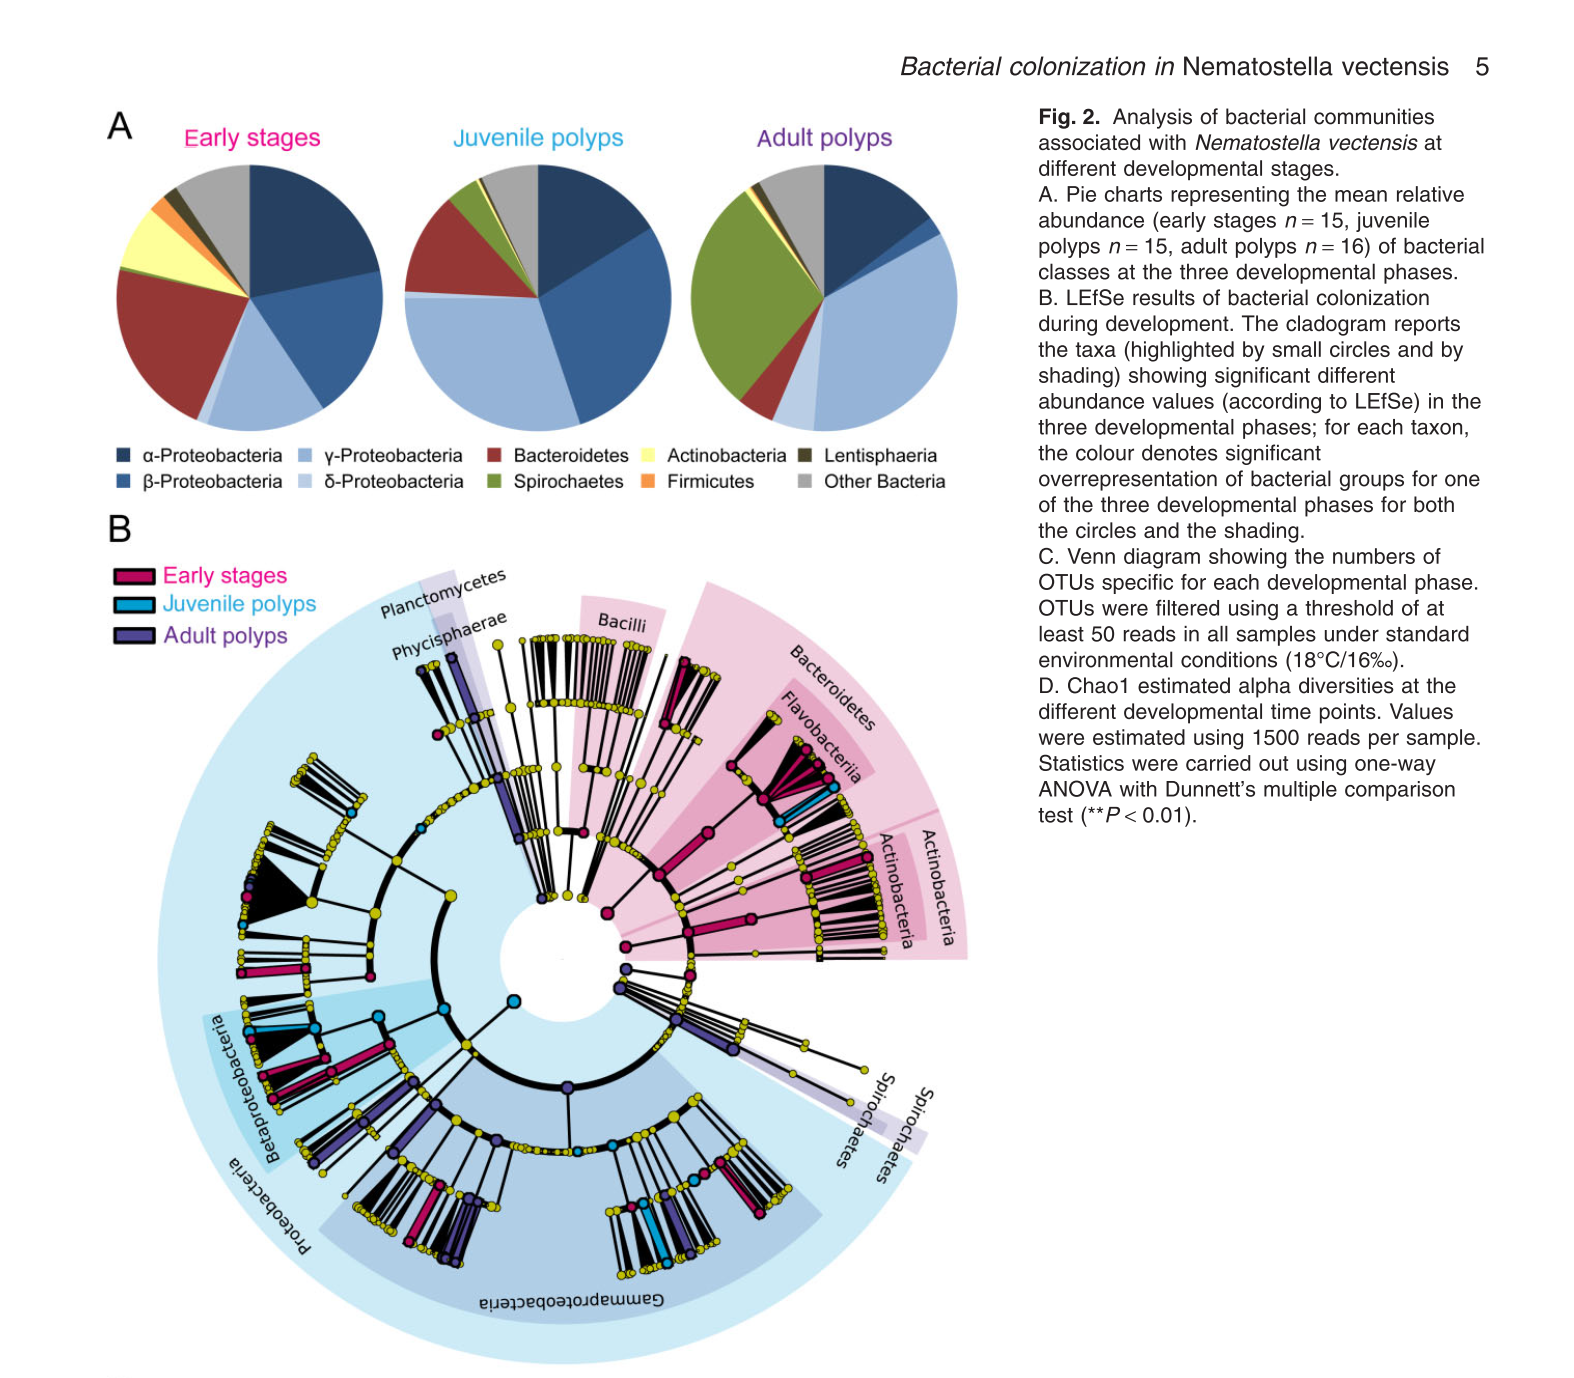 Bacterial colonization in Nematostella vectensis 5
A
Early stages
Juvenile polyps
Adult polyps
α-Proteobacteria
γ-Proteobacteria
Bacteroidetes
Actinobacteria
Lentisphaeria
β-Proteobacteria
δ-Proteobacteria
Spirochaetes
Firmicutes
Other Bacteria
B
Early stages
Juvenile polyps
Adult polyps
Planctomycetes
Phycisphaerae
Bacilli
Bacteroidetes
Flavobacteriia
Actinobacteria
Actinobacteria
Spirochaetes
Spirochaetes
Betaproteobacteria
Proteobacteria
Gammaproteobacteria
Fig. 2. Analysis of bacterial communities
associated with Nematostella vectensis at
different developmental stages.
A. Pie charts representing the mean relative
abundance (early stages n = 15, juvenile
polyps n = 15, adult polyps n = 16) of bacterial
classes at the three developmental phases.
B. LEfSe results of bacterial colonization
during development. The cladogram reports
the taxa (highlighted by small circles and by
shading) showing significant different
abundance values (according to LEfSe) in the
three developmental phases; for each taxon,
the colour denotes significant
overrepresentation of bacterial groups for one
of the three developmental phases for both
the circles and the shading.
C. Venn diagram showing the numbers of
OTUs specific for each developmental phase.
OTUs were filtered using a threshold of at
least 50 reads in all samples under standard
environmental conditions (18°C/16‰).
D. Chao1 estimated alpha diversities at the
different developmental time points. Values
were estimated using 1500 reads per sample.
Statistics were carried out using one-way
ANOVA with Dunnett's multiple comparison
test (**P < 0.01).